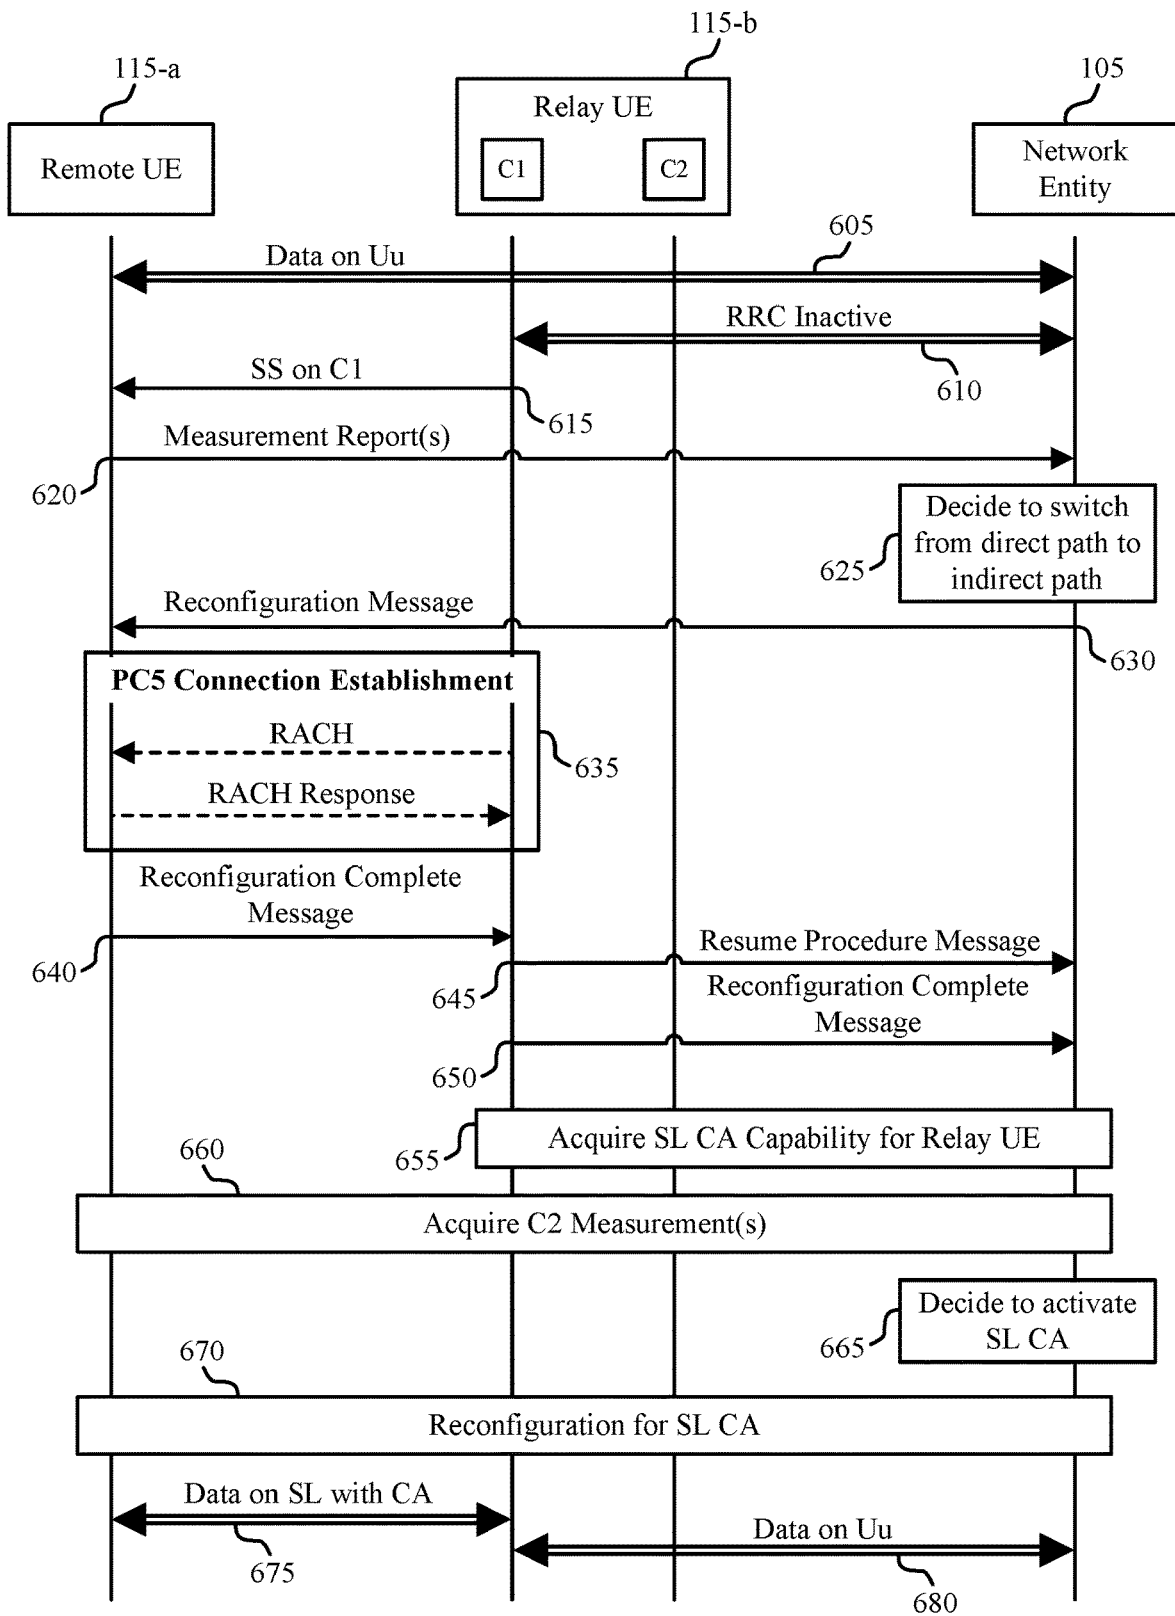 115-a
115-b
105
Remote UE
Relay UE
C1
C2
Network
Entity
Data on Uu
605
RRC Inactive
610
SS on C1
615
Measurement Report(s)
620
Decide to switch
from direct path to
indirect path
625
Reconfiguration Message
630
PC5 Connection Establishment
RACH
635
RACH Response
Reconfiguration Complete
Message
640
Resume Procedure Message
645
Reconfiguration Complete
Message
650
Acquire SL CA Capability for Relay UE
655
660
Acquire C2 Measurement(s)
Decide to activate
SL CA
665
670
Reconfiguration for SL CA
Data on SL with CA
675
Data on Uu
680